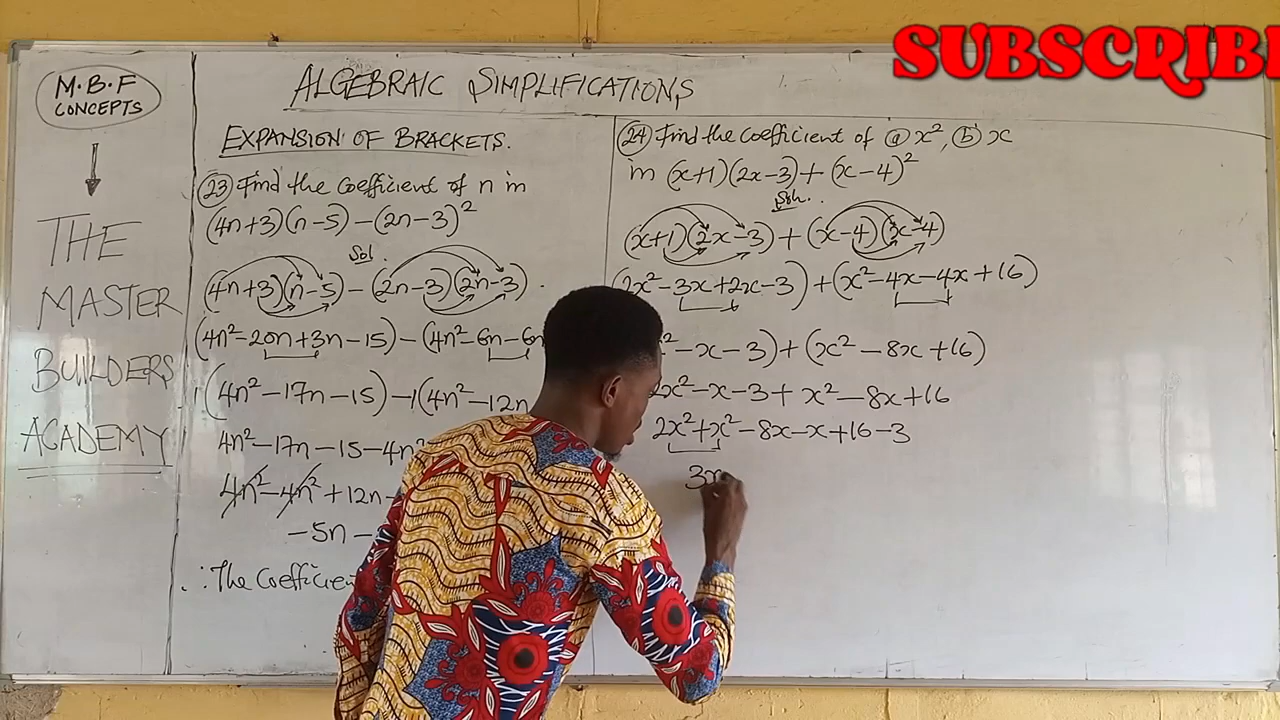 SUBSCRIBE
M.B.F
CONCEPTS
THE
MASTER
BUILDERS
ACADEMY
ALGEBRAIC SIMPLIFICATIONS
EXPANSION OF BRACKETS.
(23) Find the coefficient of n in
(4n+3)(n-5)-(2n-3)²
Sol.
(4n+3)(n-5)-(2n-3)(2n-3).
(4n²-20n+3n-15)-(4n²-6n-6n
1(4n²-17n-15)-1(4n²-12n
4n²-17n-15-4n²
4n²-4n²+12n-
-5n-
∴ The Coefficien
(24) Find the coefficient of (a) x², (b) x
in (x+1)(2x-3)+(x-4)²
Soln.
(x+1)(2x-3)+(x-4)(x-4)
(2x²-3x+2x-3)+(x²-4x-4x+16)
²-x-3)+(x²-8x+16)
2x²-x-3+x²-8x+16
2x²+x²-8x-x+16-3
3x